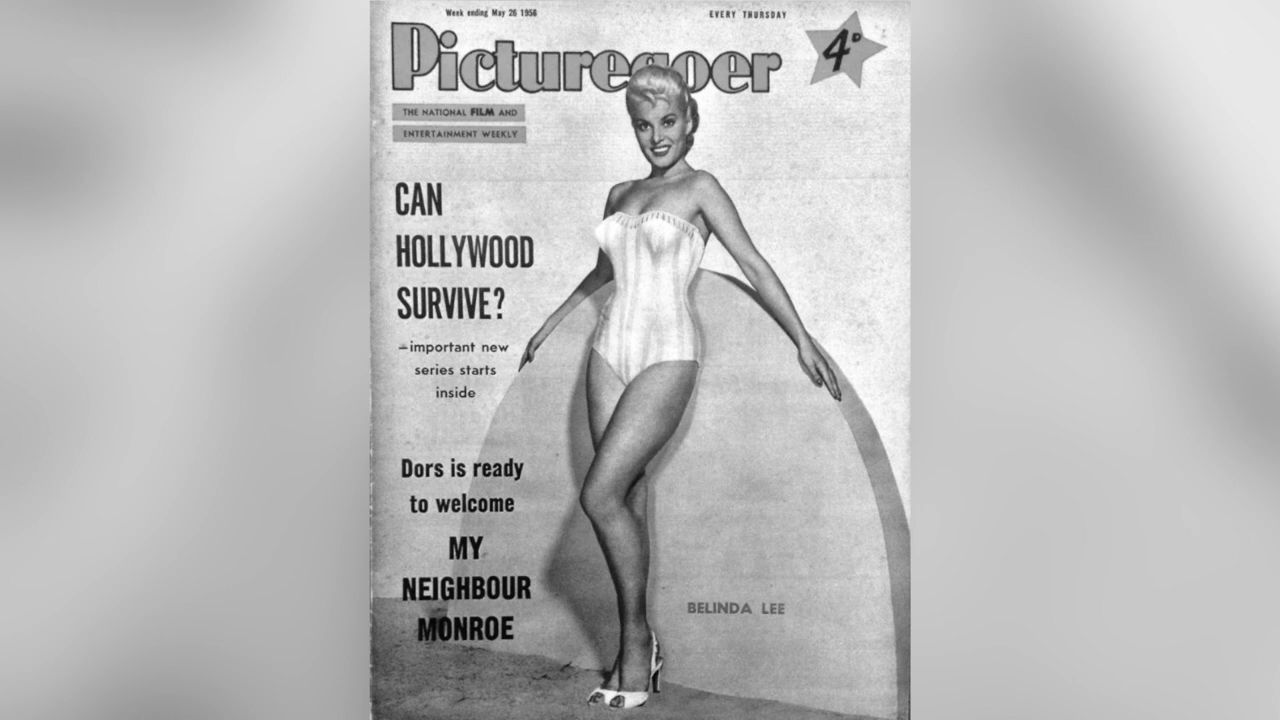 Week ending May 26 1956
EVERY THURSDAY
Picturegoer
4D
THE NATIONAL FILM AND
ENTERTAINMENT WEEKLY
CAN
HOLLYWOOD
SURVIVE?
—important new
series starts
inside
Dors is ready
to welcome
MY
NEIGHBOUR
MONROE
BELINDA LEE